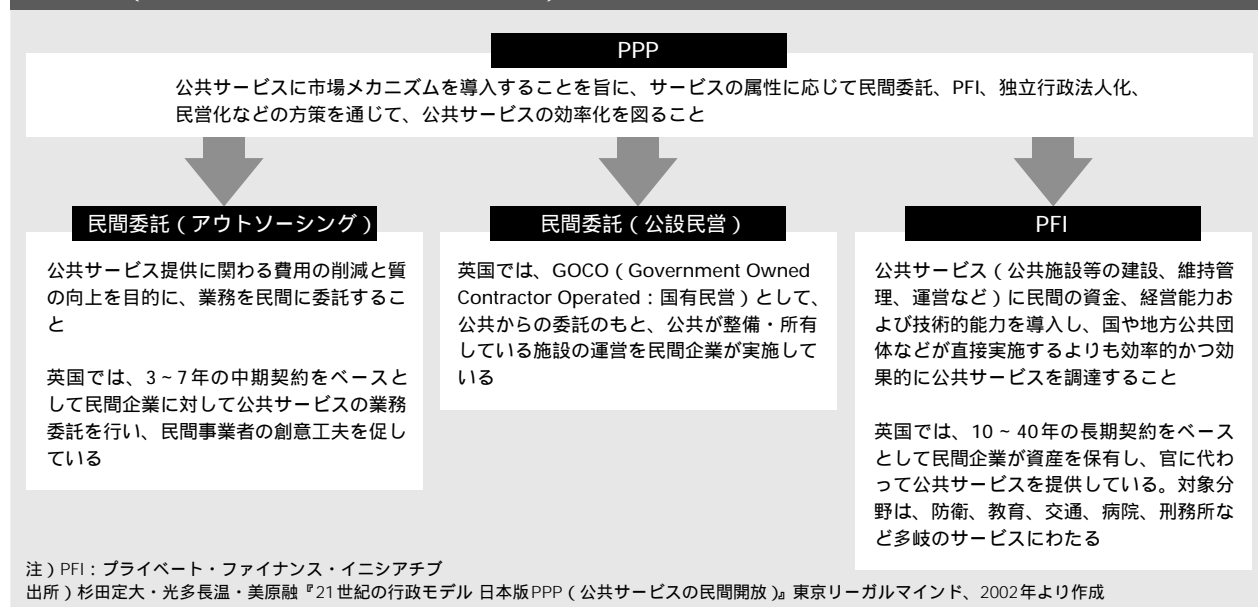 PPP
公共サービスに市場メカニズムを導入することを旨に、サービスの属性に応じて民間委託、PFI、独立行政法人化、
民営化などの方策を通じて、公共サービスの効率化を図ること
民間委託(アウトソーシング)
公共サービス提供に関わる費用の削減と質
の向上を目的に、業務を民間に委託するこ
と
英国では、3~7年の中期契約をベースと
して民間企業に対して公共サービスの業務
委託を行い、民間事業者の創意工夫を促し
ている
民間委託(公設民営)
英国では、GOCO(Government Owned
Contractor Operated:国有民営)として、
公共からの委託のもと、公共が整備・所有
している施設の運営を民間企業が実施して
いる
PFI
公共サービス(公共施設等の建設、維持管
理、運営など)に民間の資金、経営能力お
よび技術的能力を導入し、国や地方公共団
体などが直接実施するよりも効率的かつ効
果的に公共サービスを調達すること
英国では、10~40年の長期契約をベース
として民間企業が資産を保有し、官に代わ
って公共サービスを提供している。対象分
野は、防衛、教育、交通、病院、刑務所な
ど多岐のサービスにわたる
注)PFI:プライベート・ファイナンス・イニシアチブ
出所)杉田定大・光多長温・美原融『21世紀の行政モデル 日本版PPP(公共サービスの民間開放)』東京リーガルマインド、2002年より作成